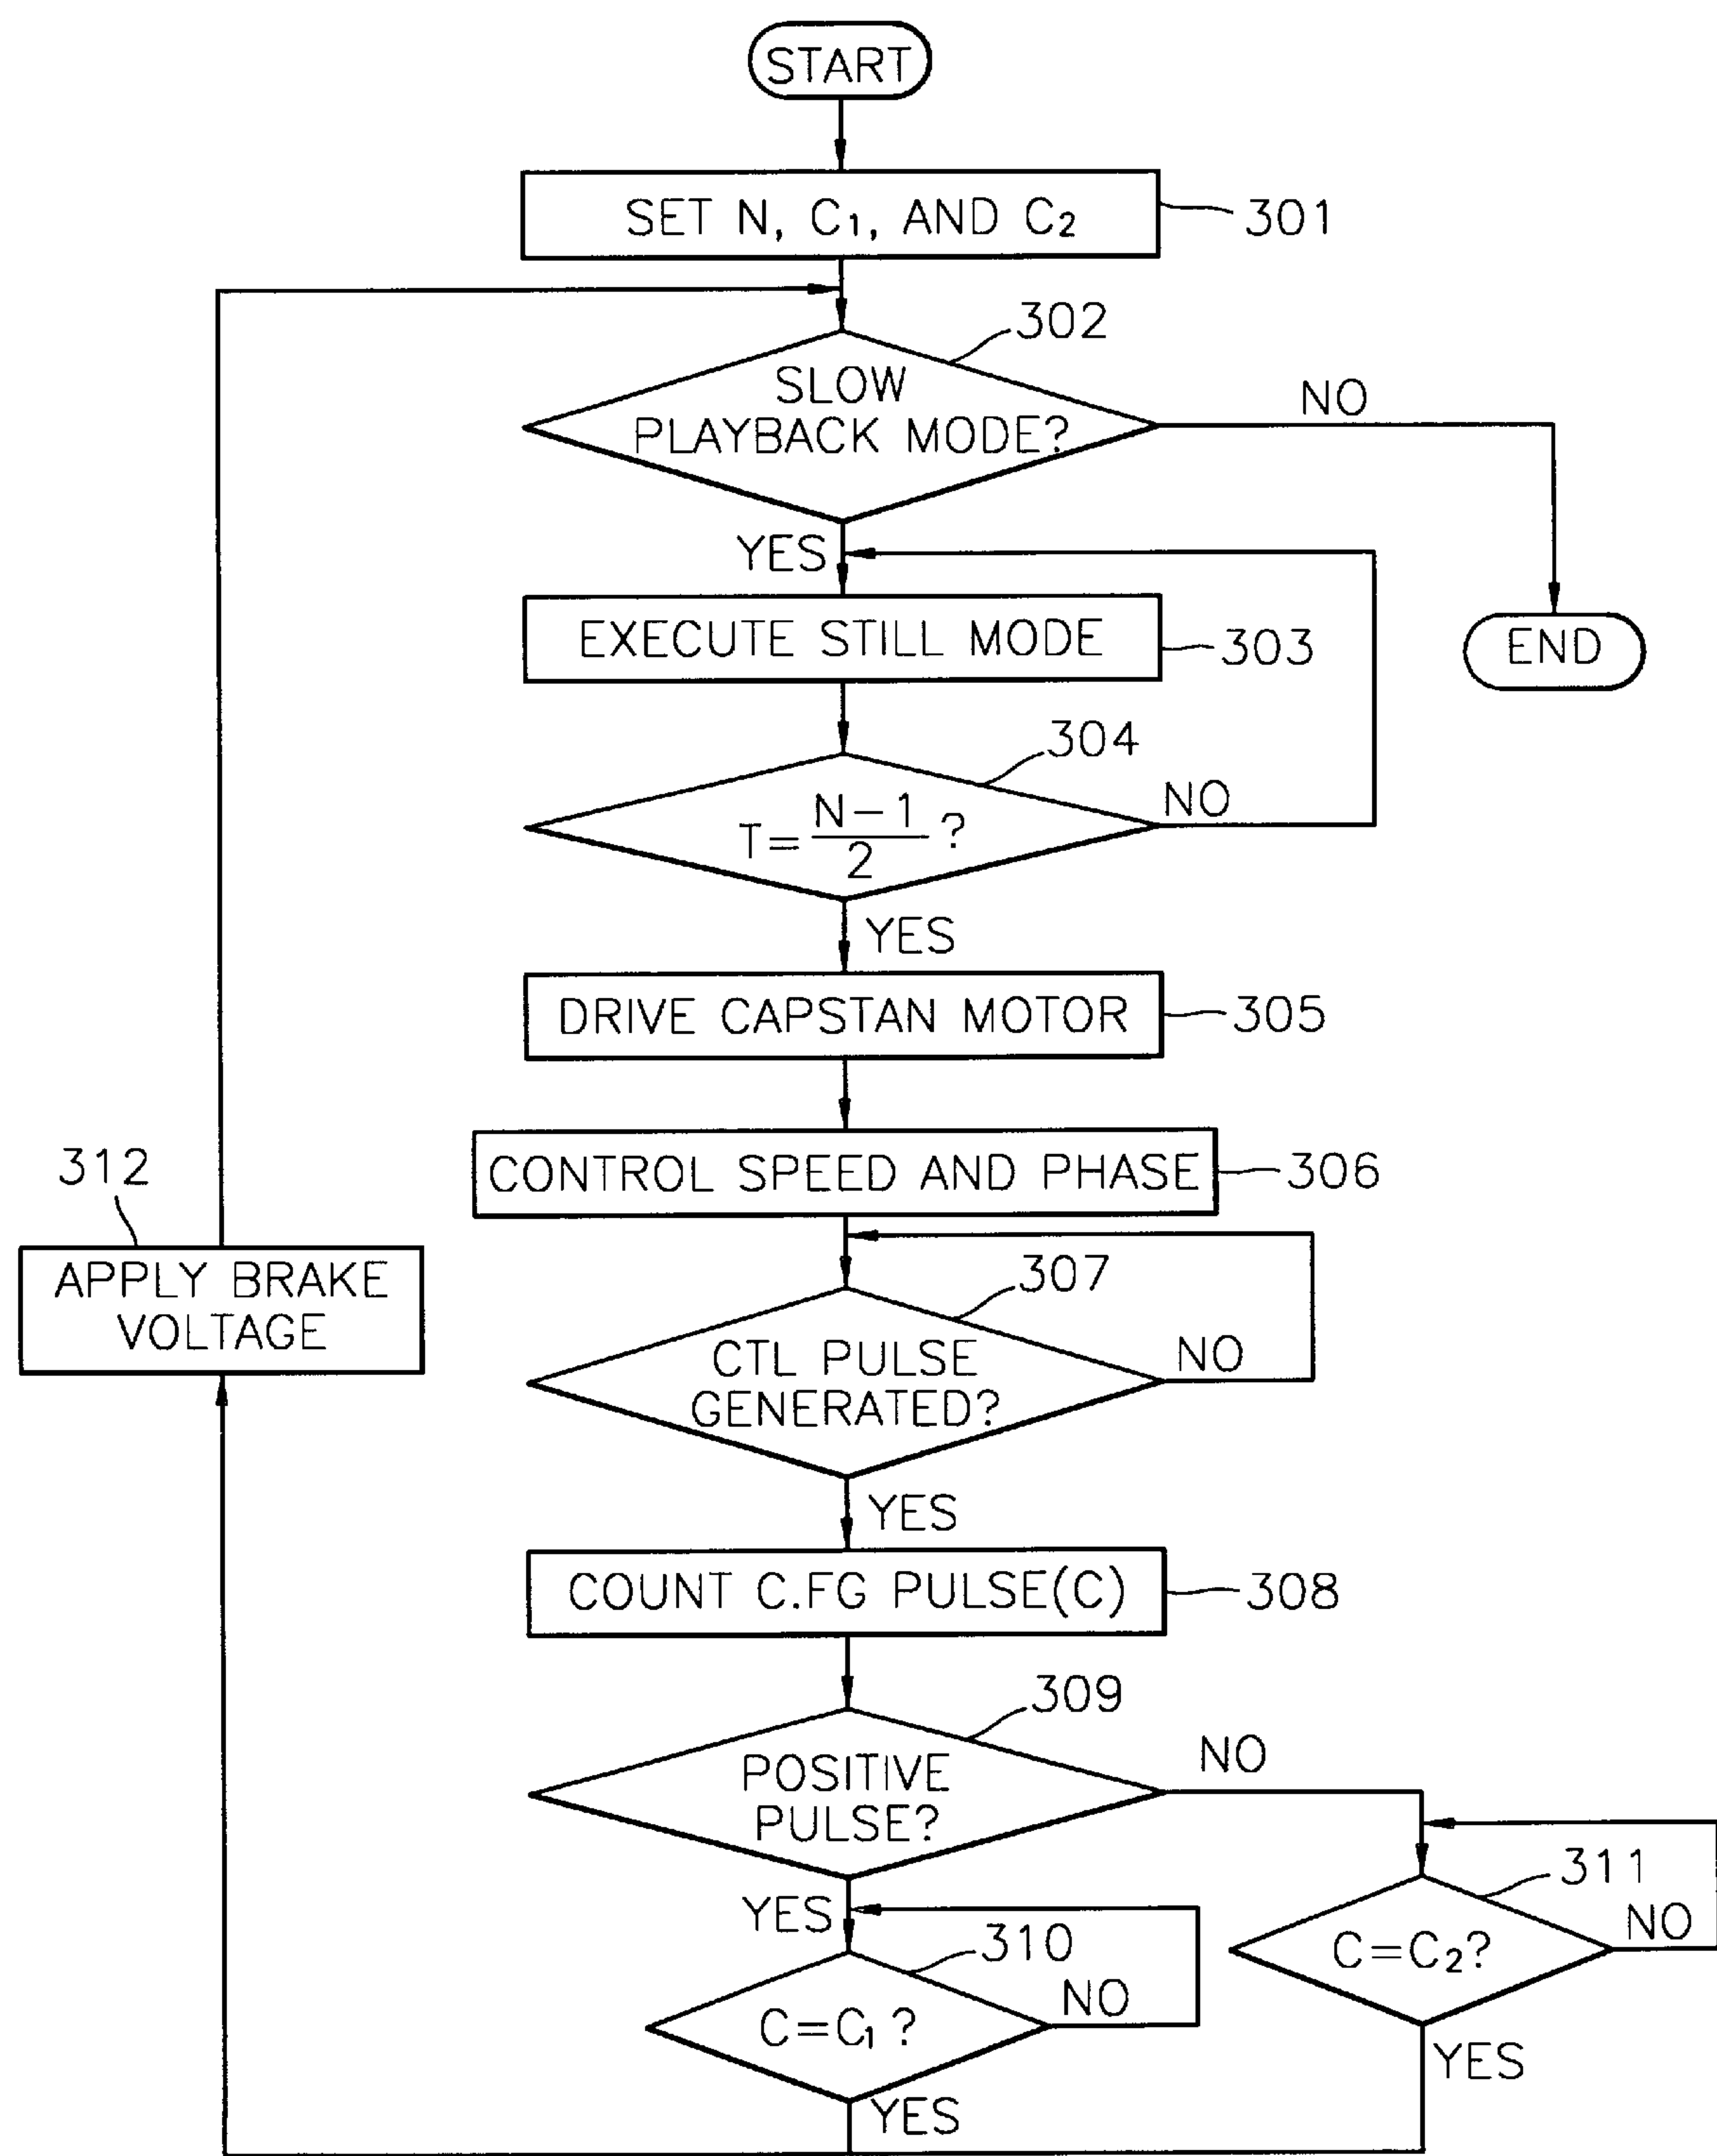 START
SET N, C₁, AND C₂
301
302
SLOW
PLAYBACK MODE?
NO
YES
EXECUTE STILL MODE
303
END
304
T=(N-1)/2 ?
NO
YES
DRIVE CAPSTAN MOTOR
305
CONTROL SPEED AND PHASE
306
312
APPLY BRAKE
VOLTAGE
307
CTL PULSE
GENERATED?
NO
YES
COUNT C.FG PULSE(C)
308
309
POSITIVE
PULSE?
NO
YES
310
C=C₁ ?
NO
YES
311
C=C₂?
NO
YES